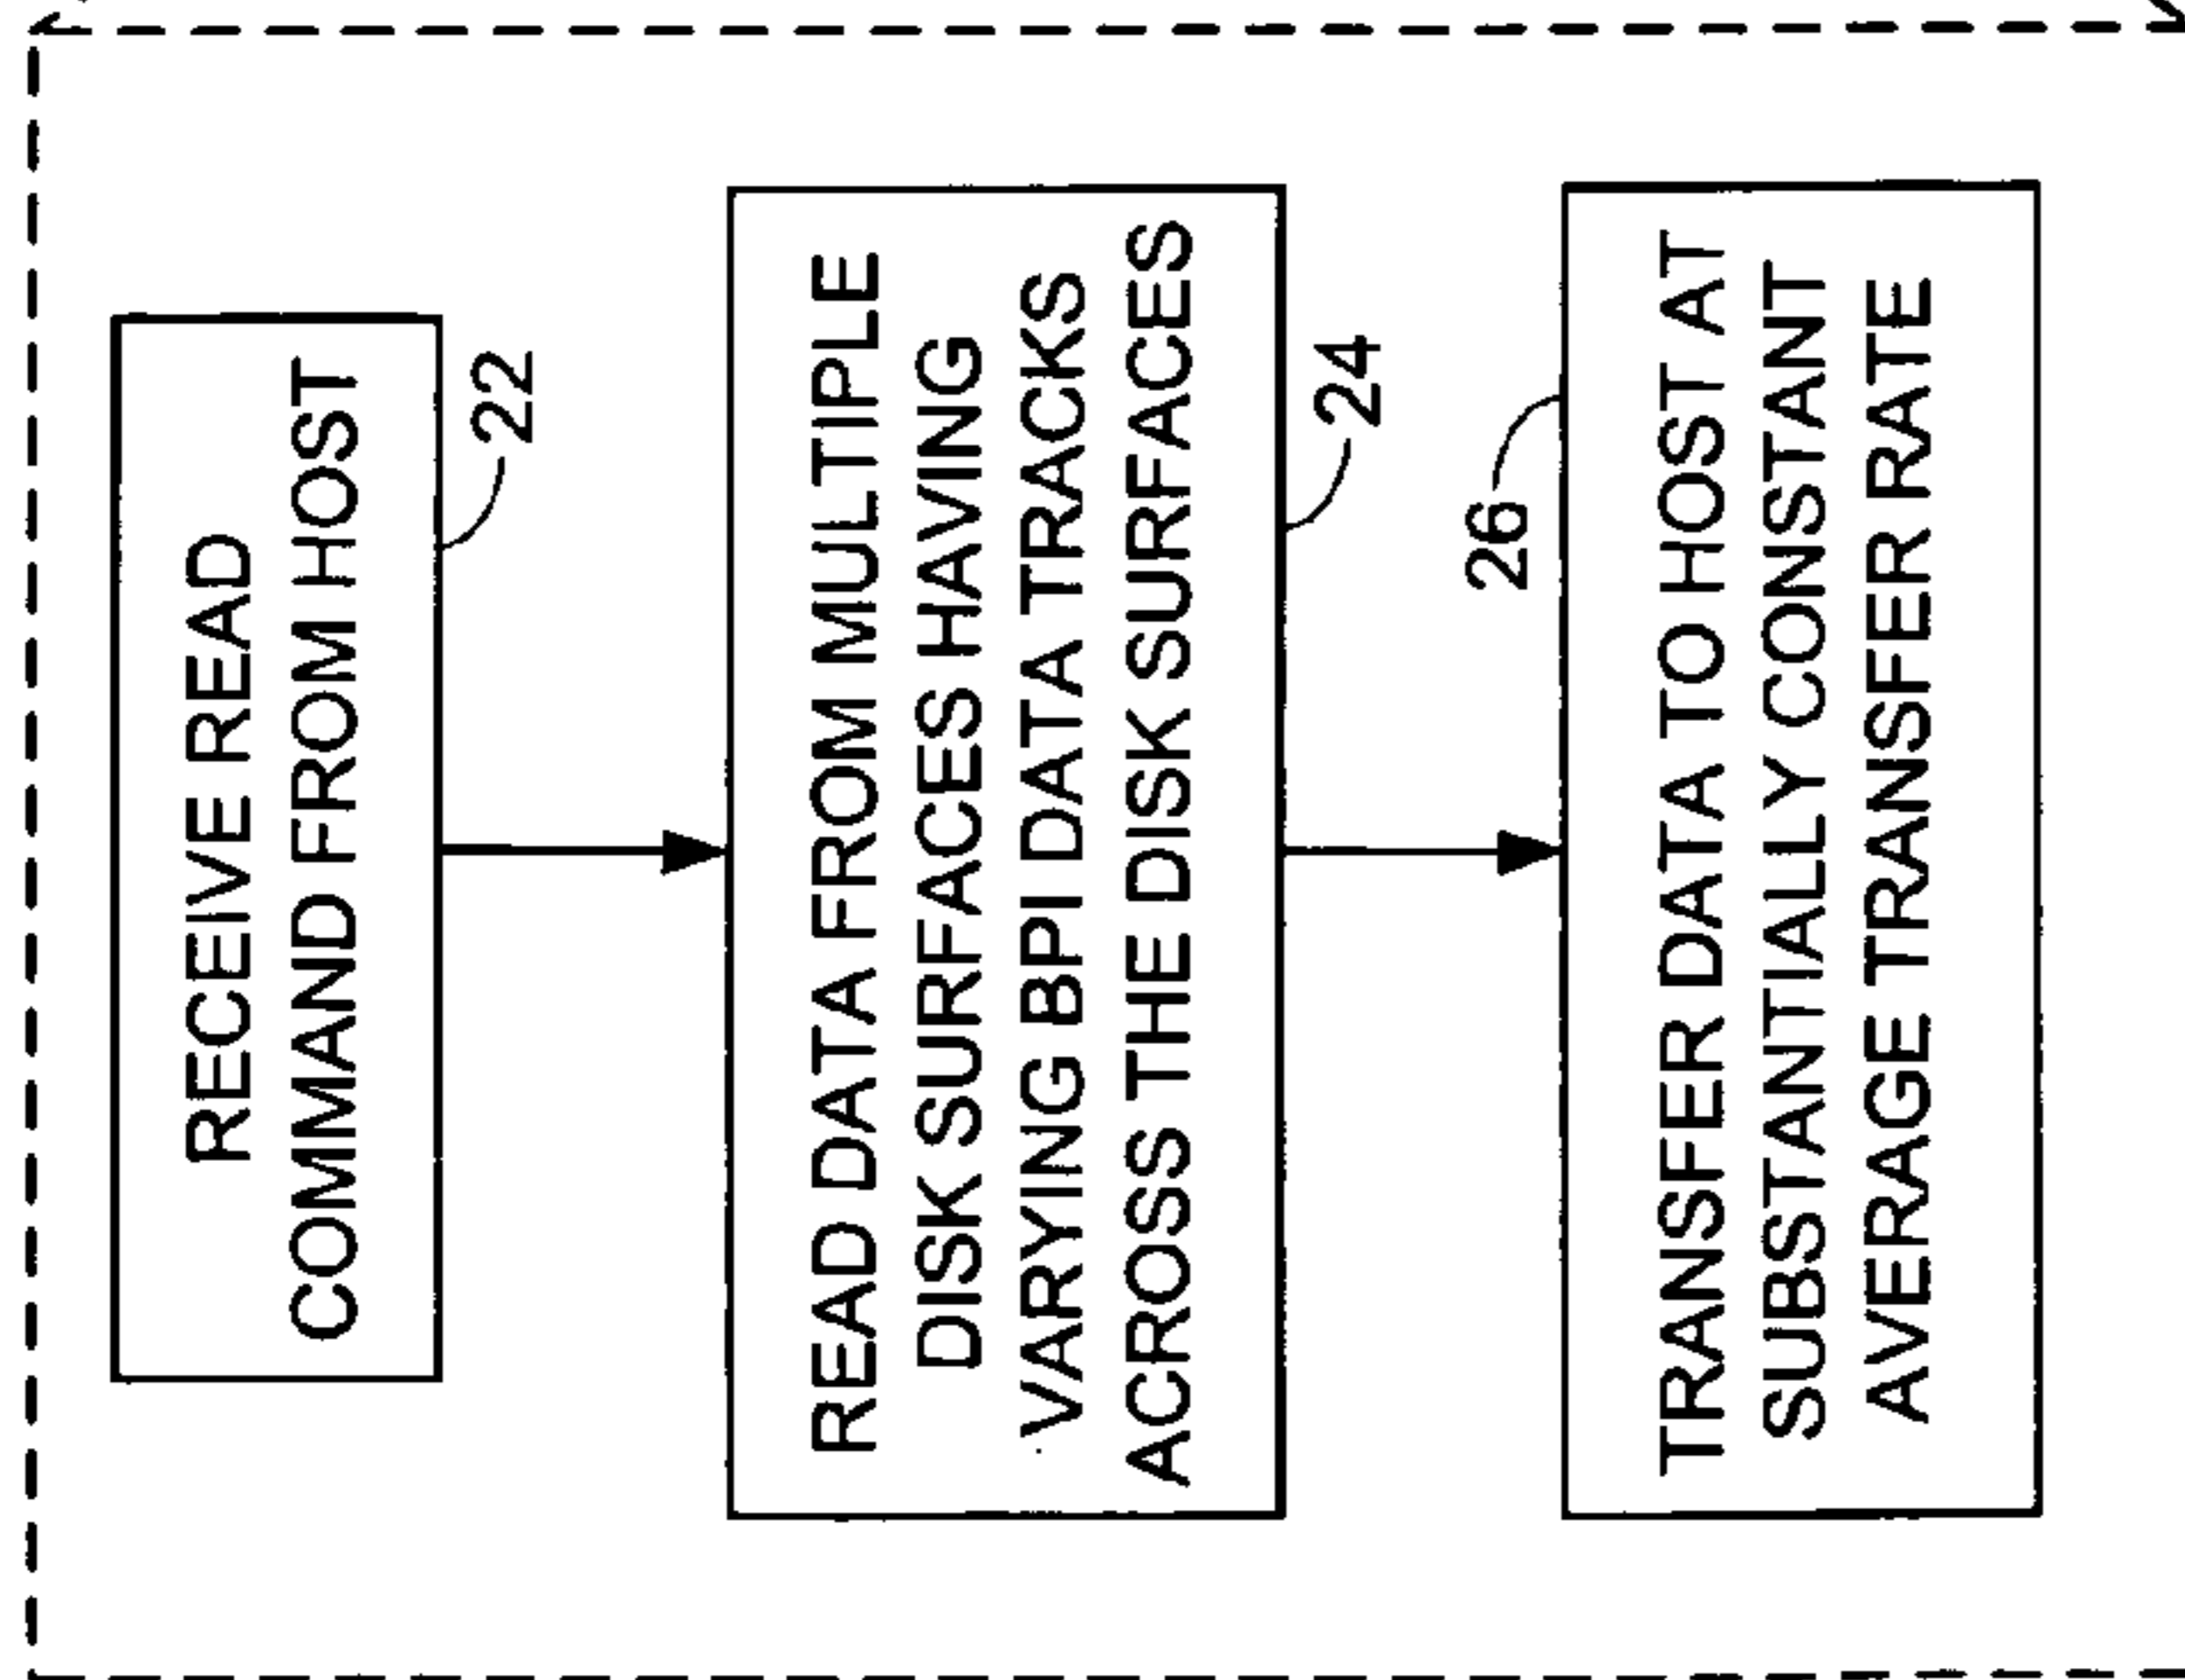 RECEIVE READ
COMMAND FROM HOST
22
READ DATA FROM MULTIPLE
DISK SURFACES HAVING
VARYING BPI DATA TRACKS
ACROSS THE DISK SURFACES
24
26
TRANSFER DATA TO HOST AT
SUBSTANTIALLY CONSTANT
AVERAGE TRANSFER RATE